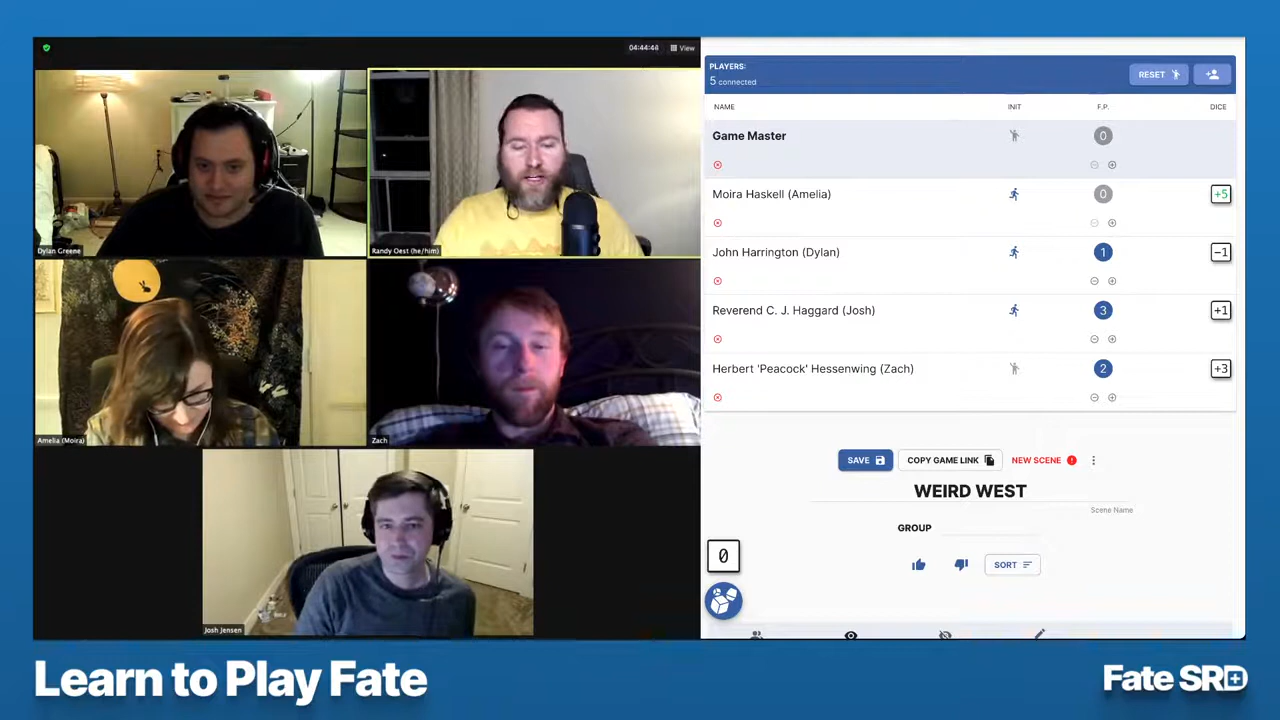 04:44:46
View
Dylan Greene
Randy Oest (he/him)
Amelia (Moira)
Zach
Josh Jensen
PLAYERS:
5 connected
RESET
NAME INIT F.P. DICE
Game Master 0
Moira Haskell (Amelia) 0 +5
John Harrington (Dylan) 1 −1
Reverend C. J. Haggard (Josh) 3 +1
Herbert 'Peacock' Hessenwing (Zach) 2 +3
SAVE COPY GAME LINK NEW SCENE
WEIRD WEST
Scene Name
GROUP
0
SORT
Learn to Play Fate
Fate SRD